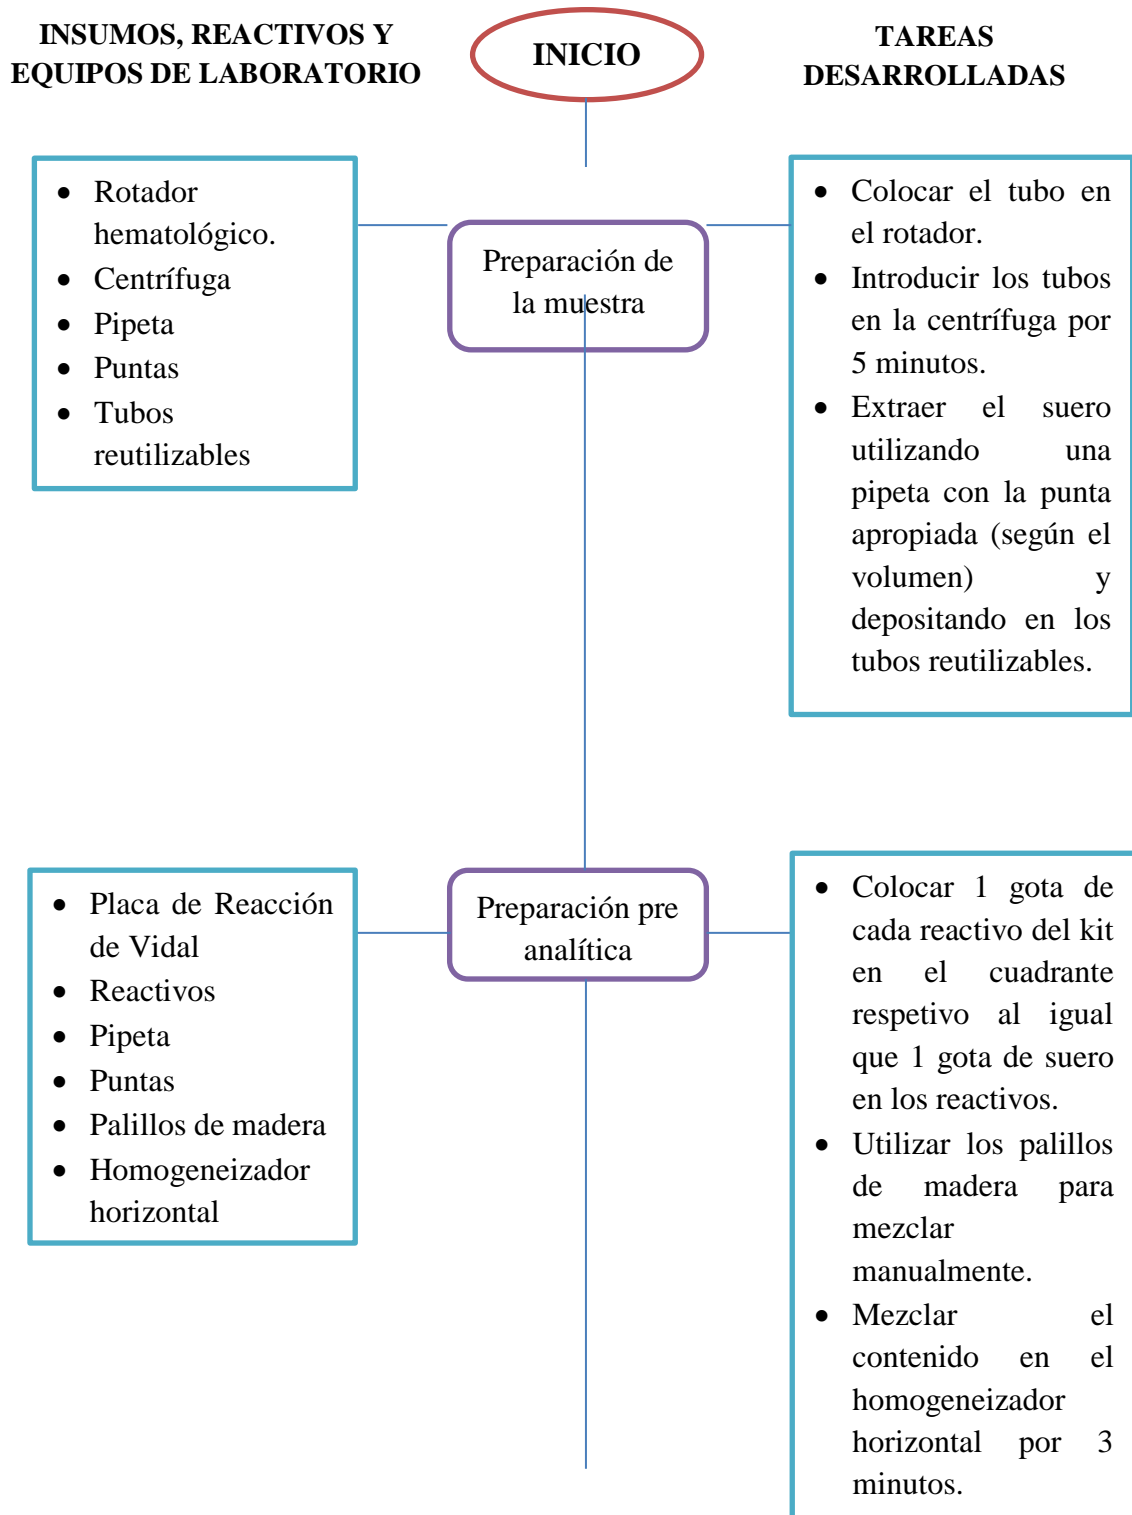 INSUMOS, REACTIVOS Y
EQUIPOS DE LABORATORIO
INICIO
TAREAS
DESARROLLADAS
• Rotador
hematológico.
• Centrífuga
• Pipeta
• Puntas
• Tubos
reutilizables
Preparación de
la muestra
• Colocar el tubo en
el rotador.
• Introducir los tubos
en la centrífuga por
5 minutos.
• Extraer el suero
utilizando una
pipeta con la punta
apropiada (según el
volumen) y
depositando en los
tubos reutilizables.
• Placa de Reacción
de Vidal
• Reactivos
• Pipeta
• Puntas
• Palillos de madera
• Homogeneizador
horizontal
Preparación pre
analítica
• Colocar 1 gota de
cada reactivo del kit
en el cuadrante
respetivo al igual
que 1 gota de suero
en los reactivos.
• Utilizar los palillos
de madera para
mezclar
manualmente.
• Mezclar el
contenido en el
homogeneizador
horizontal por 3
minutos.